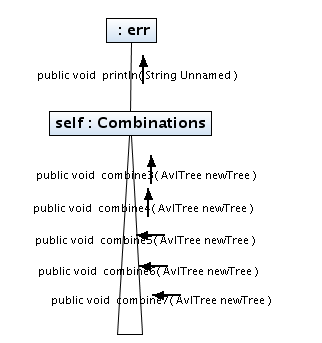 : err
public void println( String Unnamed )
self : Combinations
public void combine3( AvlTree newTree )
public void combine4( AvlTree newTree )
public void combine5( AvlTree newTree )
public void combine6( AvlTree newTree )
public void combine7( AvlTree newTree )